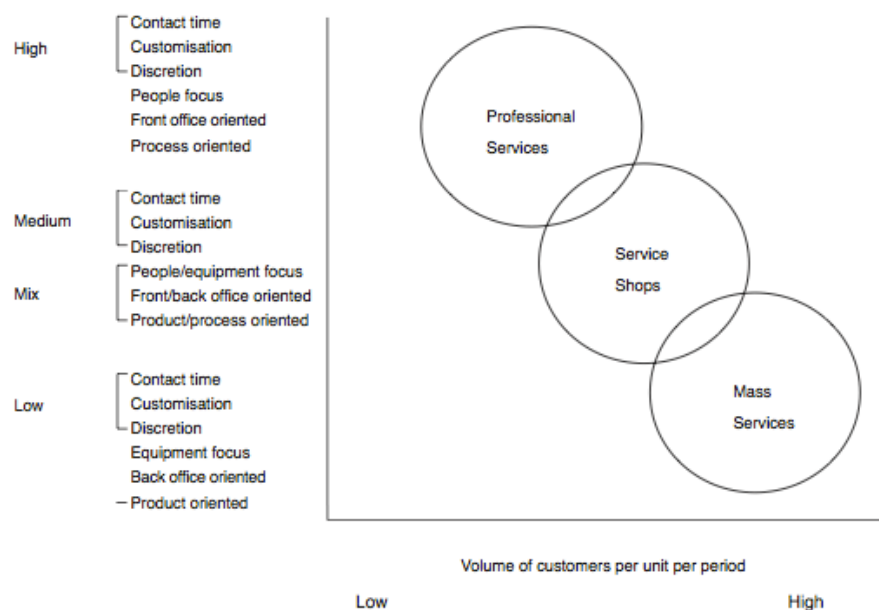 High
Contact time
Customisation
Discretion
People focus
Front office oriented
Process oriented
Medium
Contact time
Customisation
Discretion
Mix
People/equipment focus
Front/back office oriented
Product/process oriented
Low
Contact time
Customisation
Discretion
Equipment focus
Back office oriented
Product oriented
Professional
Services
Service
Shops
Mass
Services
Volume of customers per unit per period
Low
High